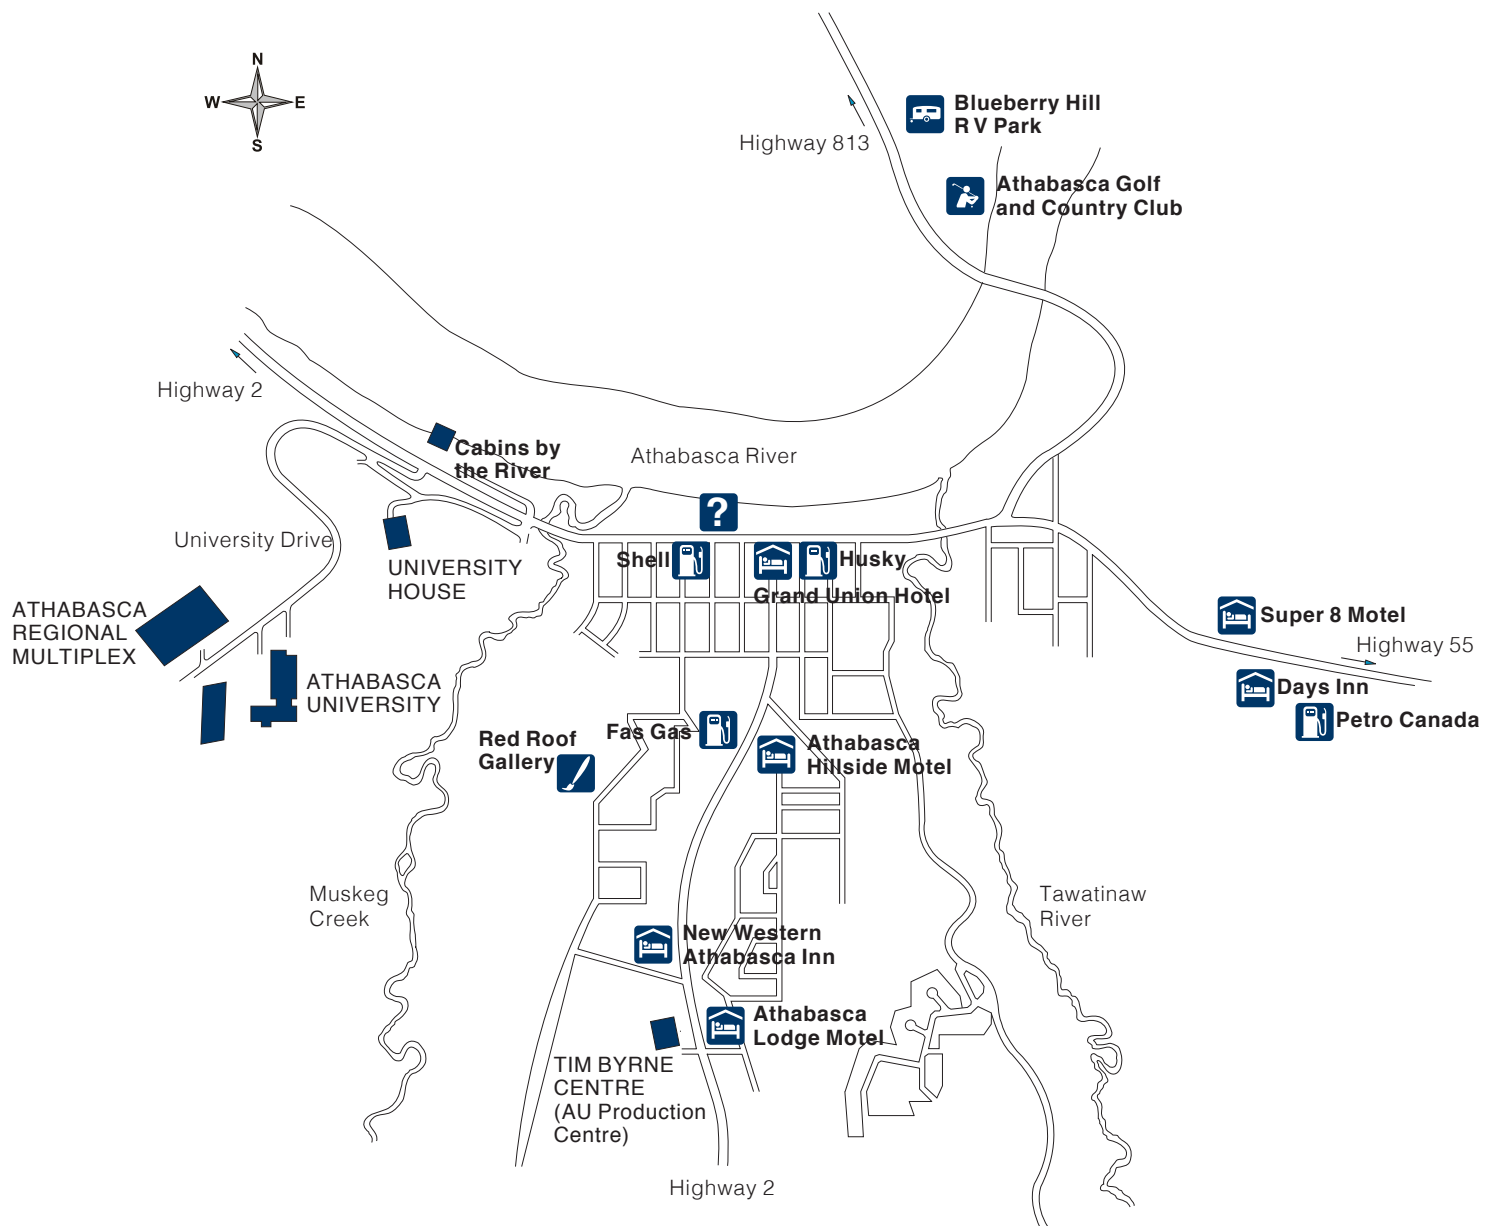 N
W
E
S
Blueberry Hill
R V Park
Highway 813
Athabasca Golf
and Country Club
Highway 2
Cabins by
the River
Athabasca River
?
University Drive
UNIVERSITY
HOUSE
Shell
Husky
Grand Union Hotel
ATHABASCA
REGIONAL
MULTIPLEX
Super 8 Motel
Highway 55
ATHABASCA
UNIVERSITY
Days Inn
Petro Canada
Red Roof
Gallery
Fas Gas
Athabasca
Hillside Motel
Muskeg
Creek
Tawatinaw
River
New Western
Athabasca Inn
Athabasca
Lodge Motel
TIM BYRNE
CENTRE
(AU Production
Centre)
Highway 2